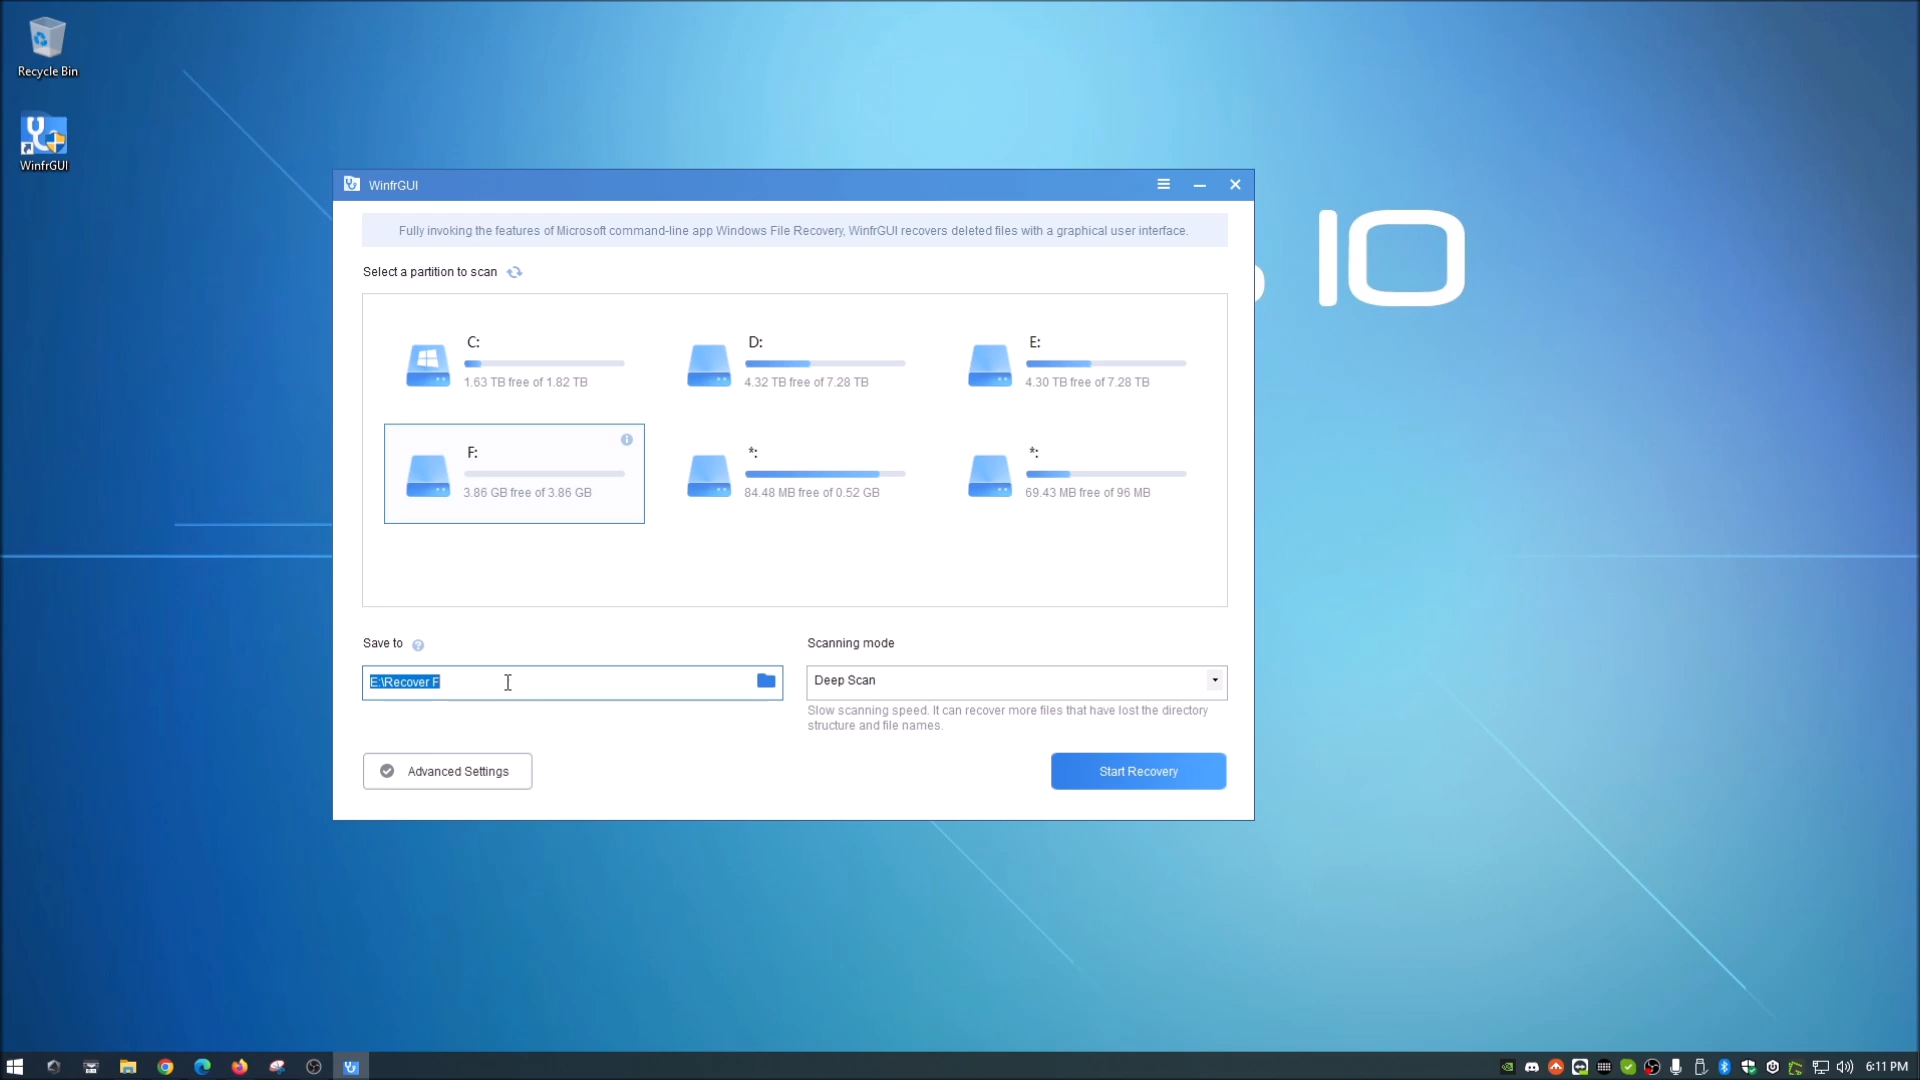 Recycle Bin
WinfrGUI
WinfrGUI
Fully invoking the features of Microsoft command-line app Windows File Recovery, WinfrGUI recovers deleted files with a graphical user interface.
10
Select a partition to scan
C:
1.63 TB free of 1.82 TB
D:
4.32 TB free of 7.28 TB
E:
4.30 TB free of 7.28 TB
F:
3.86 GB free of 3.86 GB
*:
84.48 MB free of 0.52 GB
*:
69.43 MB free of 96 MB
Save to
Scanning mode
E:\Recover F
Deep Scan
Slow scanning speed. It can recover more files that have lost the directory
structure and file names.
Advanced Settings
Start Recovery
6:11 PM